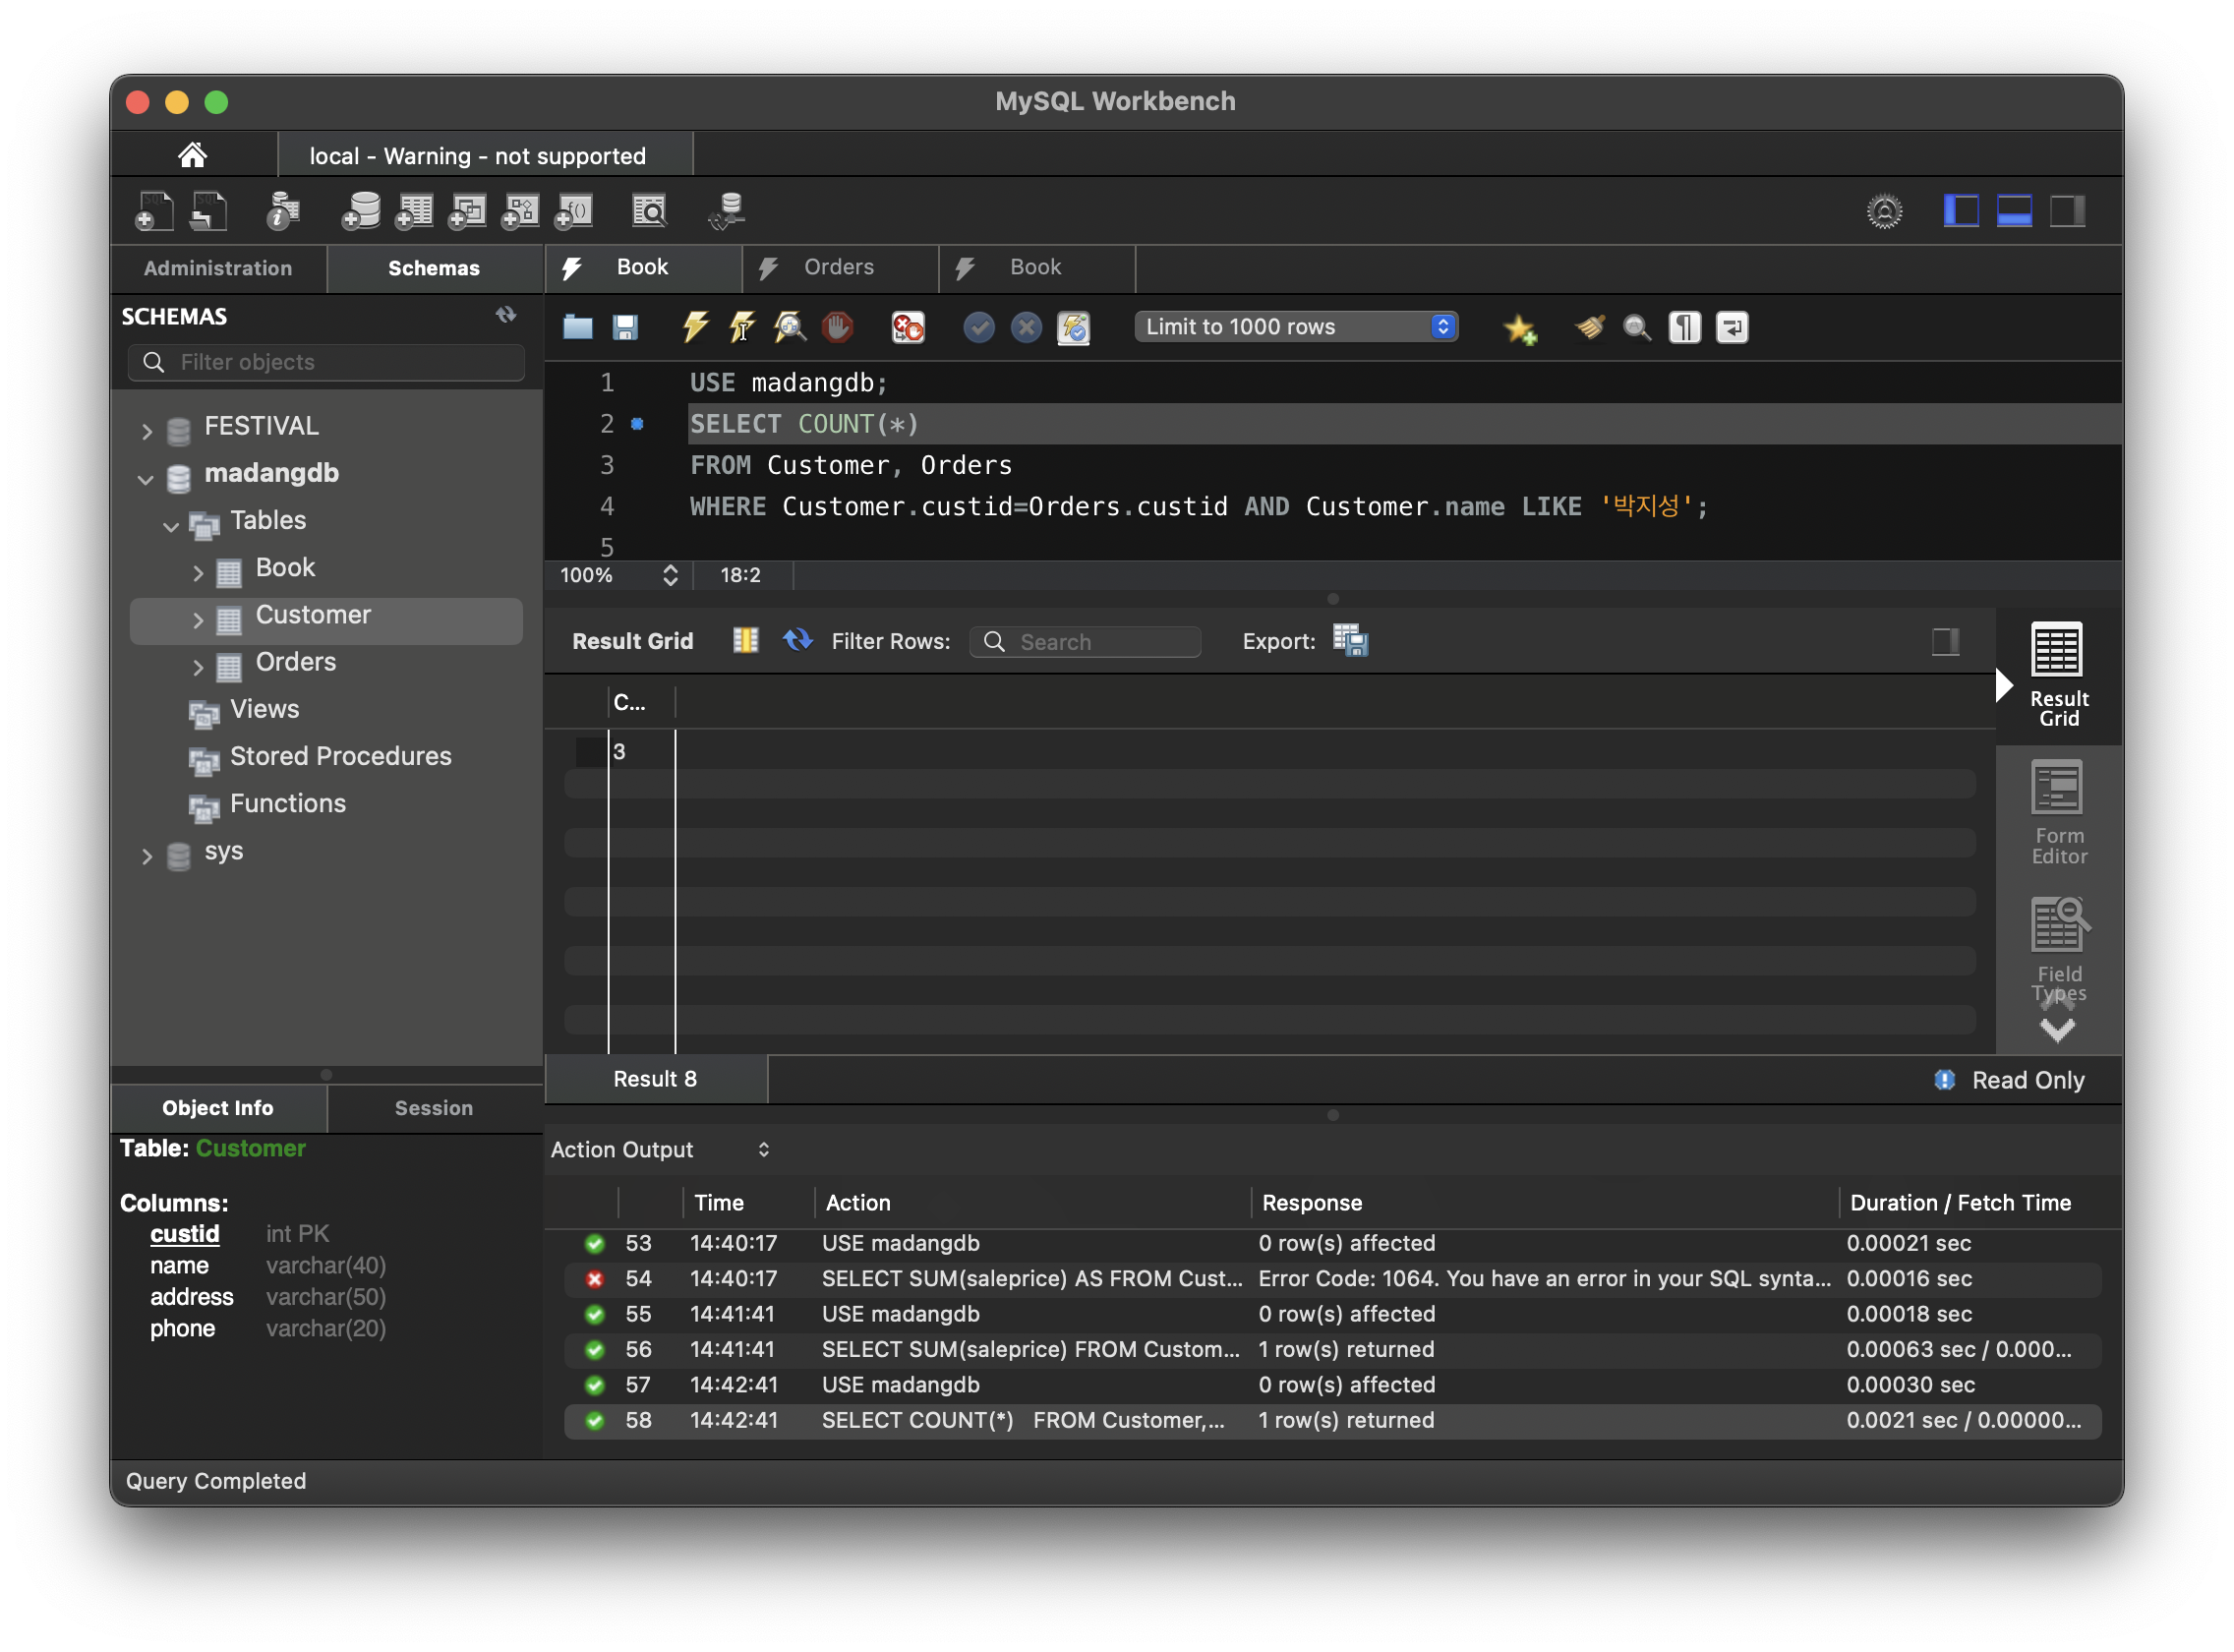 MySQL Workbench
local - Warning - not supported
Administration
Schemas
Book
Orders
Book
SCHEMAS
Filter objects
Limit to 1000 rows
FESTIVAL
madangdb
Tables
Book
Customer
Orders
Views
Stored Procedures
Functions
sys
1 USE madangdb;
2 SELECT COUNT(*)
3 FROM Customer, Orders
4 WHERE Customer.custid=Orders.custid AND Customer.name LIKE '박지성';
5
100% 18:2
Result Grid Filter Rows: Search Export:
C...
3
Result
Grid
Form
Editor
Field
Types
Result 8
Read Only
Object Info
Session
Table: Customer
Columns:
custid int PK
name varchar(40)
address varchar(50)
phone varchar(20)
Action Output
Time Action Response Duration / Fetch Time
53 14:40:17 USE madangdb 0 row(s) affected 0.00021 sec
54 14:40:17 SELECT SUM(saleprice) AS FROM Cust... Error Code: 1064. You have an error in your SQL synta... 0.00016 sec
55 14:41:41 USE madangdb 0 row(s) affected 0.00018 sec
56 14:41:41 SELECT SUM(saleprice) FROM Custom... 1 row(s) returned 0.00063 sec / 0.000...
57 14:42:41 USE madangdb 0 row(s) affected 0.00030 sec
58 14:42:41 SELECT COUNT(*) FROM Customer,... 1 row(s) returned 0.0021 sec / 0.00000...
Query Completed